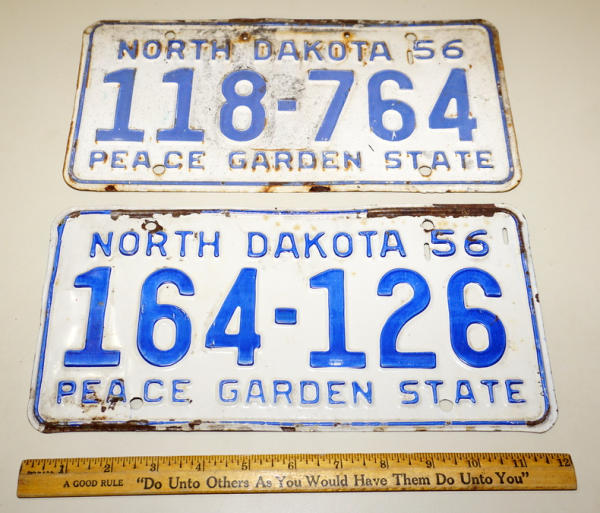 NORTH DAKOTA 56
118-764
PEACE GARDEN STATE
NORTH DAKOTA 56
164-126
PEACE GARDEN STATE
1 2 3 4 5 6 7 8 9 10 11 12
A GOOD RULE "Do Unto Others As You Would Have Them Do Unto You"